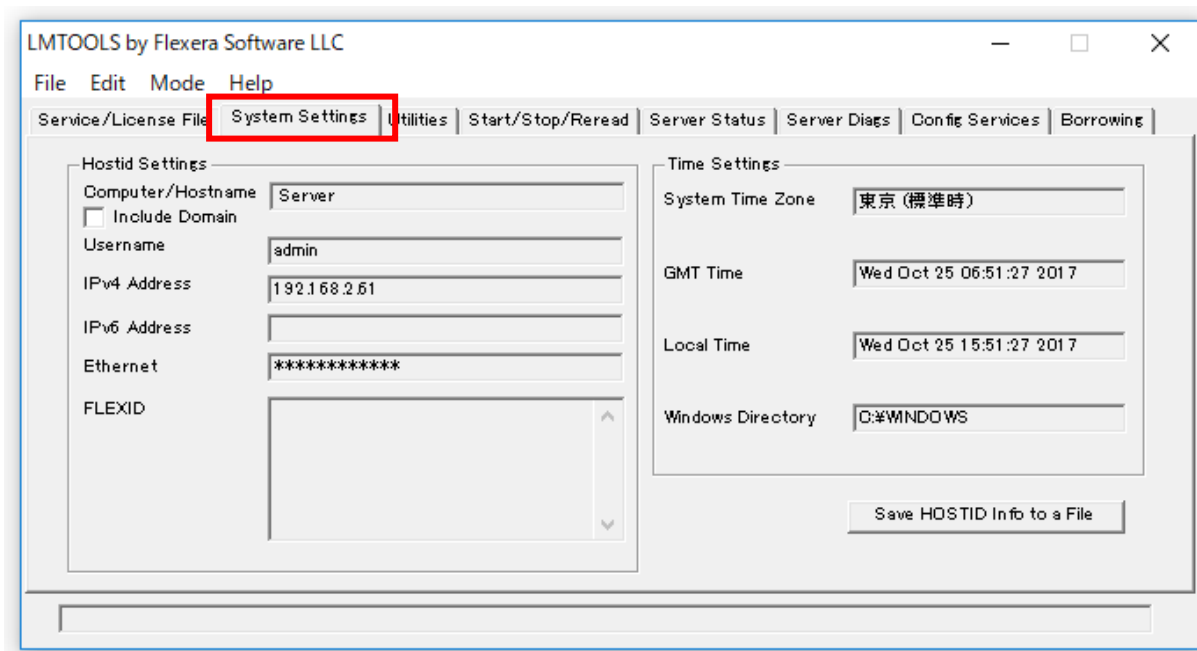 LMTOOLS by Flexera Software LLC
File Edit Mode Help
Service/License File System Settings Utilities Start/Stop/Reread Server Status Server Diags Config Services Borrowing
Hostid Settings
Computer/Hostname Server
Include Domain
Username admin
IPv4 Address 192.168.2.61
IPv6 Address
Ethernet ************
FLEXID
Time Settings
System Time Zone 東京 (標準時)
GMT Time Wed Oct 25 06:51:27 2017
Local Time Wed Oct 25 15:51:27 2017
Windows Directory C:¥WINDOWS
Save HOSTID Info to a File